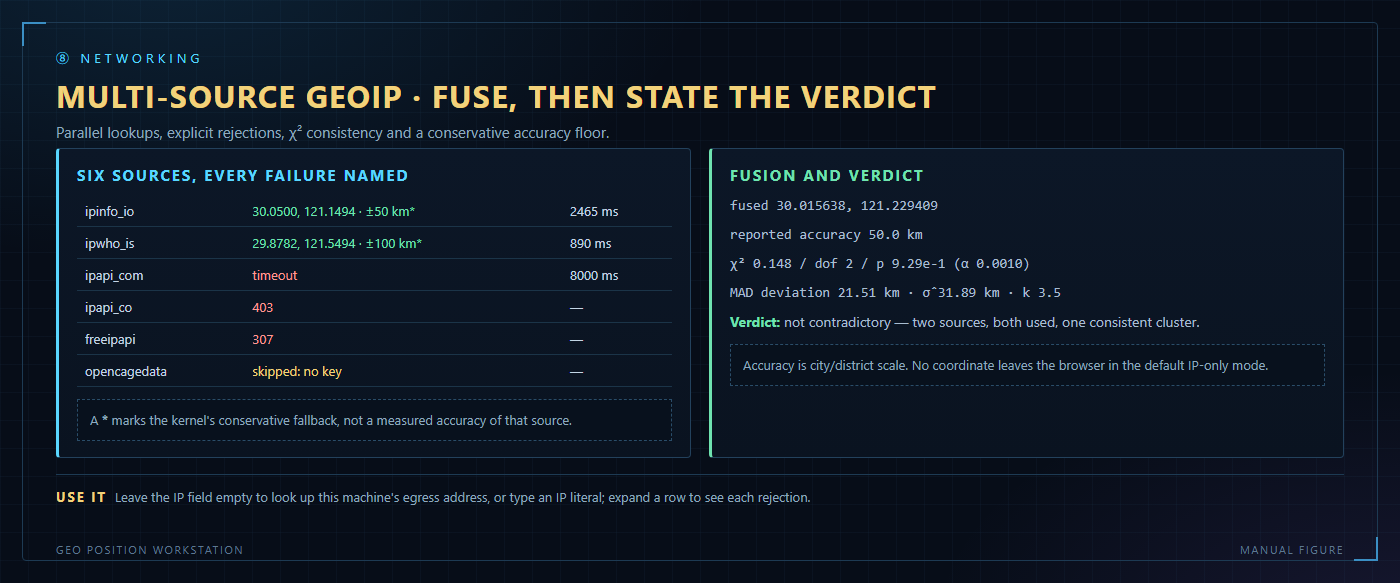 ⑧ NETWORKING
MULTI-SOURCE GEOIP · FUSE, THEN STATE THE VERDICT
Parallel lookups, explicit rejections, χ² consistency and a conservative accuracy floor.
SIX SOURCES, EVERY FAILURE NAMED
ipinfo_io 30.0500, 121.1494 · ±50 km* 2465 ms
ipwho_is 29.8782, 121.5494 · ±100 km* 890 ms
ipapi_com timeout 8000 ms
ipapi_co 403 —
freeipapi 307 —
opencagedata skipped: no key —
A * marks the kernel's conservative fallback, not a measured accuracy of that source.
FUSION AND VERDICT
fused 30.015638, 121.229409
reported accuracy 50.0 km
χ² 0.148 / dof 2 / p 9.29e-1 (α 0.0010)
MAD deviation 21.51 km · σ̂ 31.89 km · k 3.5
Verdict: not contradictory — two sources, both used, one consistent cluster.
Accuracy is city/district scale. No coordinate leaves the browser in the default IP-only mode.
USE IT Leave the IP field empty to look up this machine's egress address, or type an IP literal; expand a row to see each rejection.
GEO POSITION WORKSTATION
MANUAL FIGURE